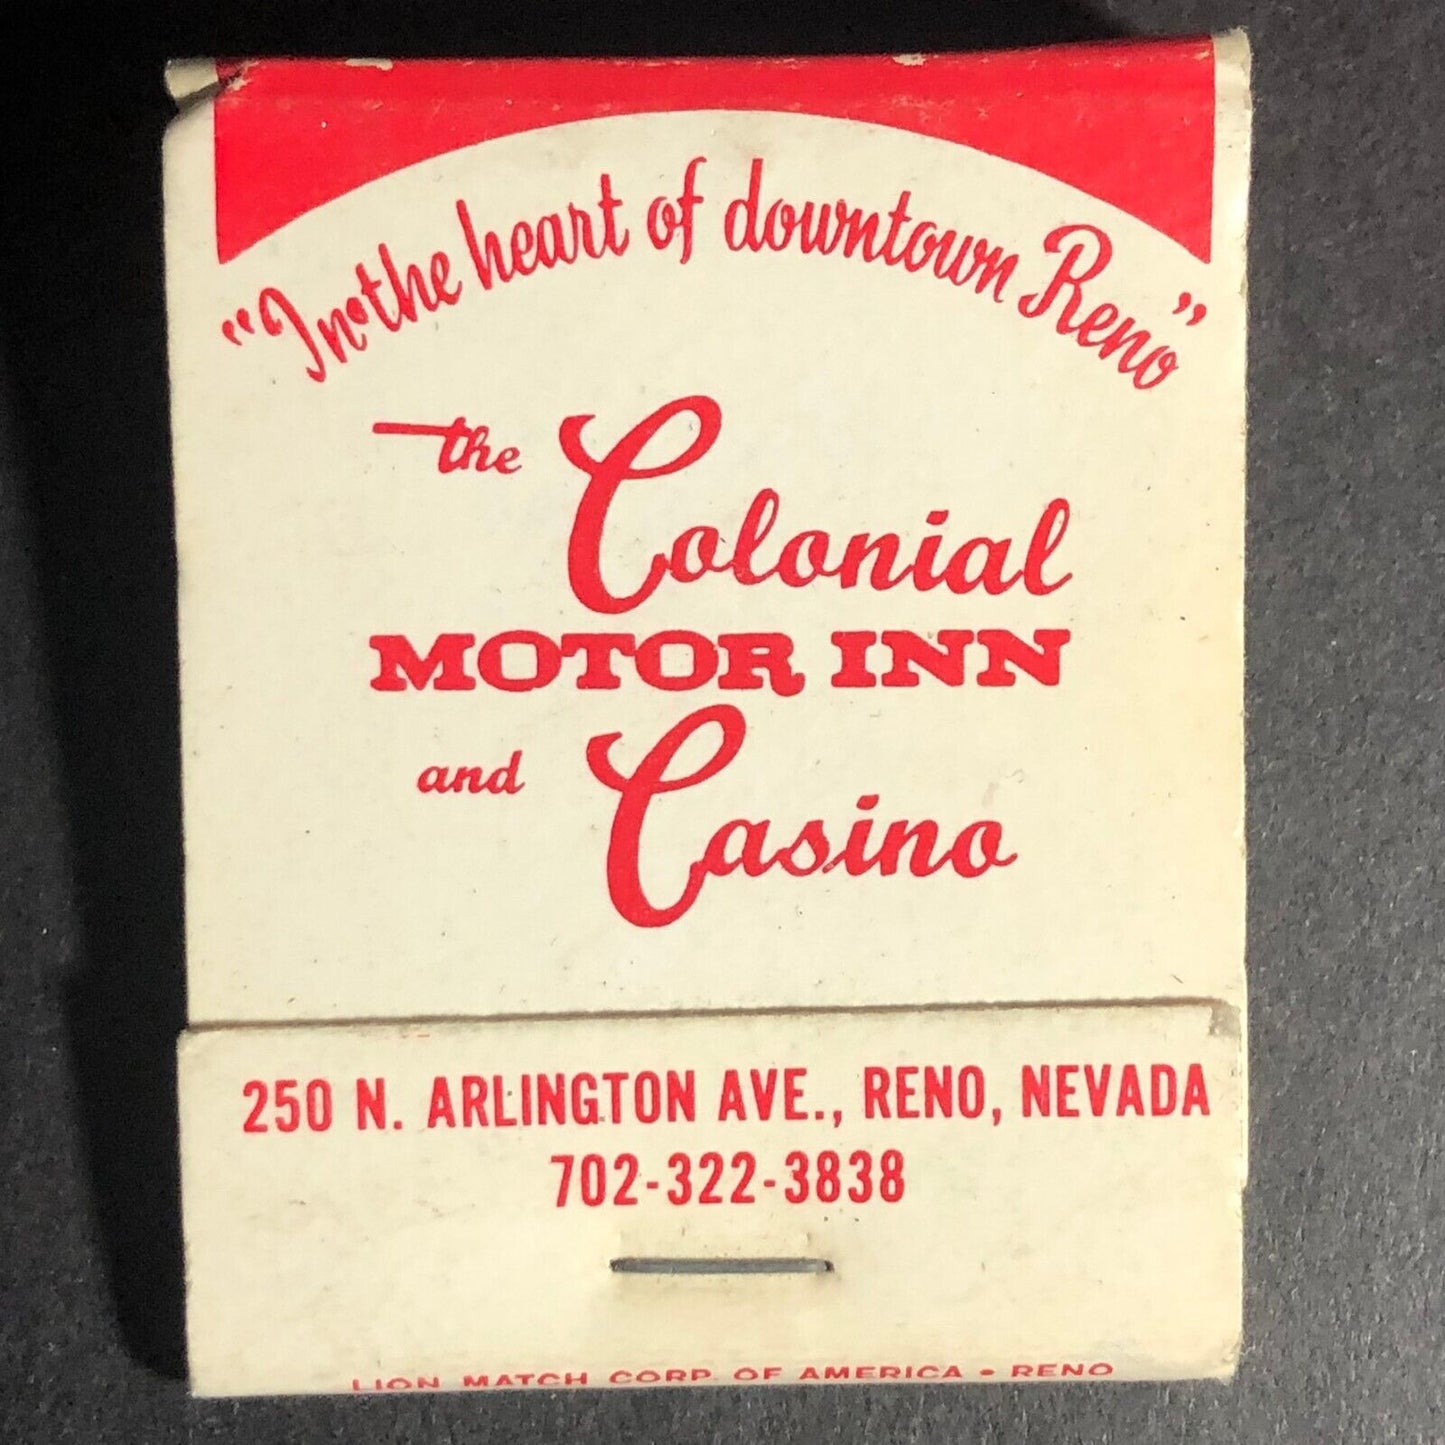 "In the heart of downtown Reno"
the Colonial
MOTOR INN
and Casino
250 N. ARLINGTON AVE., RENO, NEVADA
702-322-3838
LION MATCH CORP. OF AMERICA • RENO